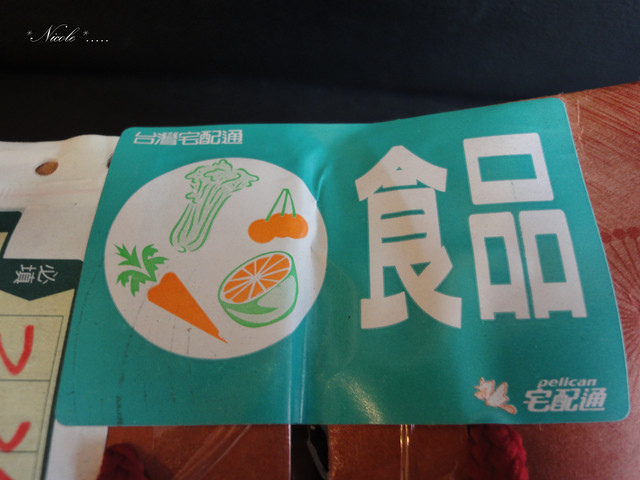 *Nicole*.....
台灣宅配通
食品
必填
pelican
宅配通